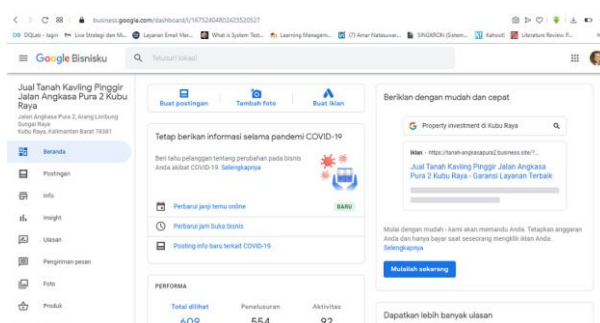 business.google.com/dashboard/l/16752404802423520527
DQLab - login
Live Strategi dan M...
Layanan Email Mar...
What is System Test...
Learning Managem...
(7) Amar Natasuwar...
SINGKRON (Sistem...
Kahoot!
Literature Review: P...
Google Bisnisku
Telusuri lokasi
Jual Tanah Kavling Pinggir
Jalan Angkasa Pura 2 Kubu
Raya
Jalan Angkasa Pura 2, Arang Limbung
Sungai Raya
Kubu Raya, Kalimantan Barat 78381
Beranda
Postingan
Info
Insight
Ulasan
Pengiriman pesan
Foto
Produk
Buat postingan
Tambah foto
Buat iklan
Tetap berikan informasi selama pandemi COVID-19
Beri tahu pelanggan tentang perubahan pada bisnis
Anda akibat COVID-19. Selengkapnya
Perbarui janji temu online
BARU
Perbarui jam buka bisnis
Posting info baru terkait COVID-19
PERFORMA
Total dilihat Penelusuran Aktivitas
609 554 92
Beriklan dengan mudah dan cepat
Property investment di Kubu Raya
Iklan - https://tanah-angkasapura2.business.site/?...
Jual Tanah Kavling Pinggir Jalan Angkasa
Pura 2 Kubu Raya - Garansi Layanan Terbaik
Mulai dengan mudah - kami akan memandu Anda. Tetapkan anggaran
Anda dan hanya bayar saat seseorang mengklik iklan Anda.
Selengkapnya
Mulailah sekarang
Dapatkan lebih banyak ulasan